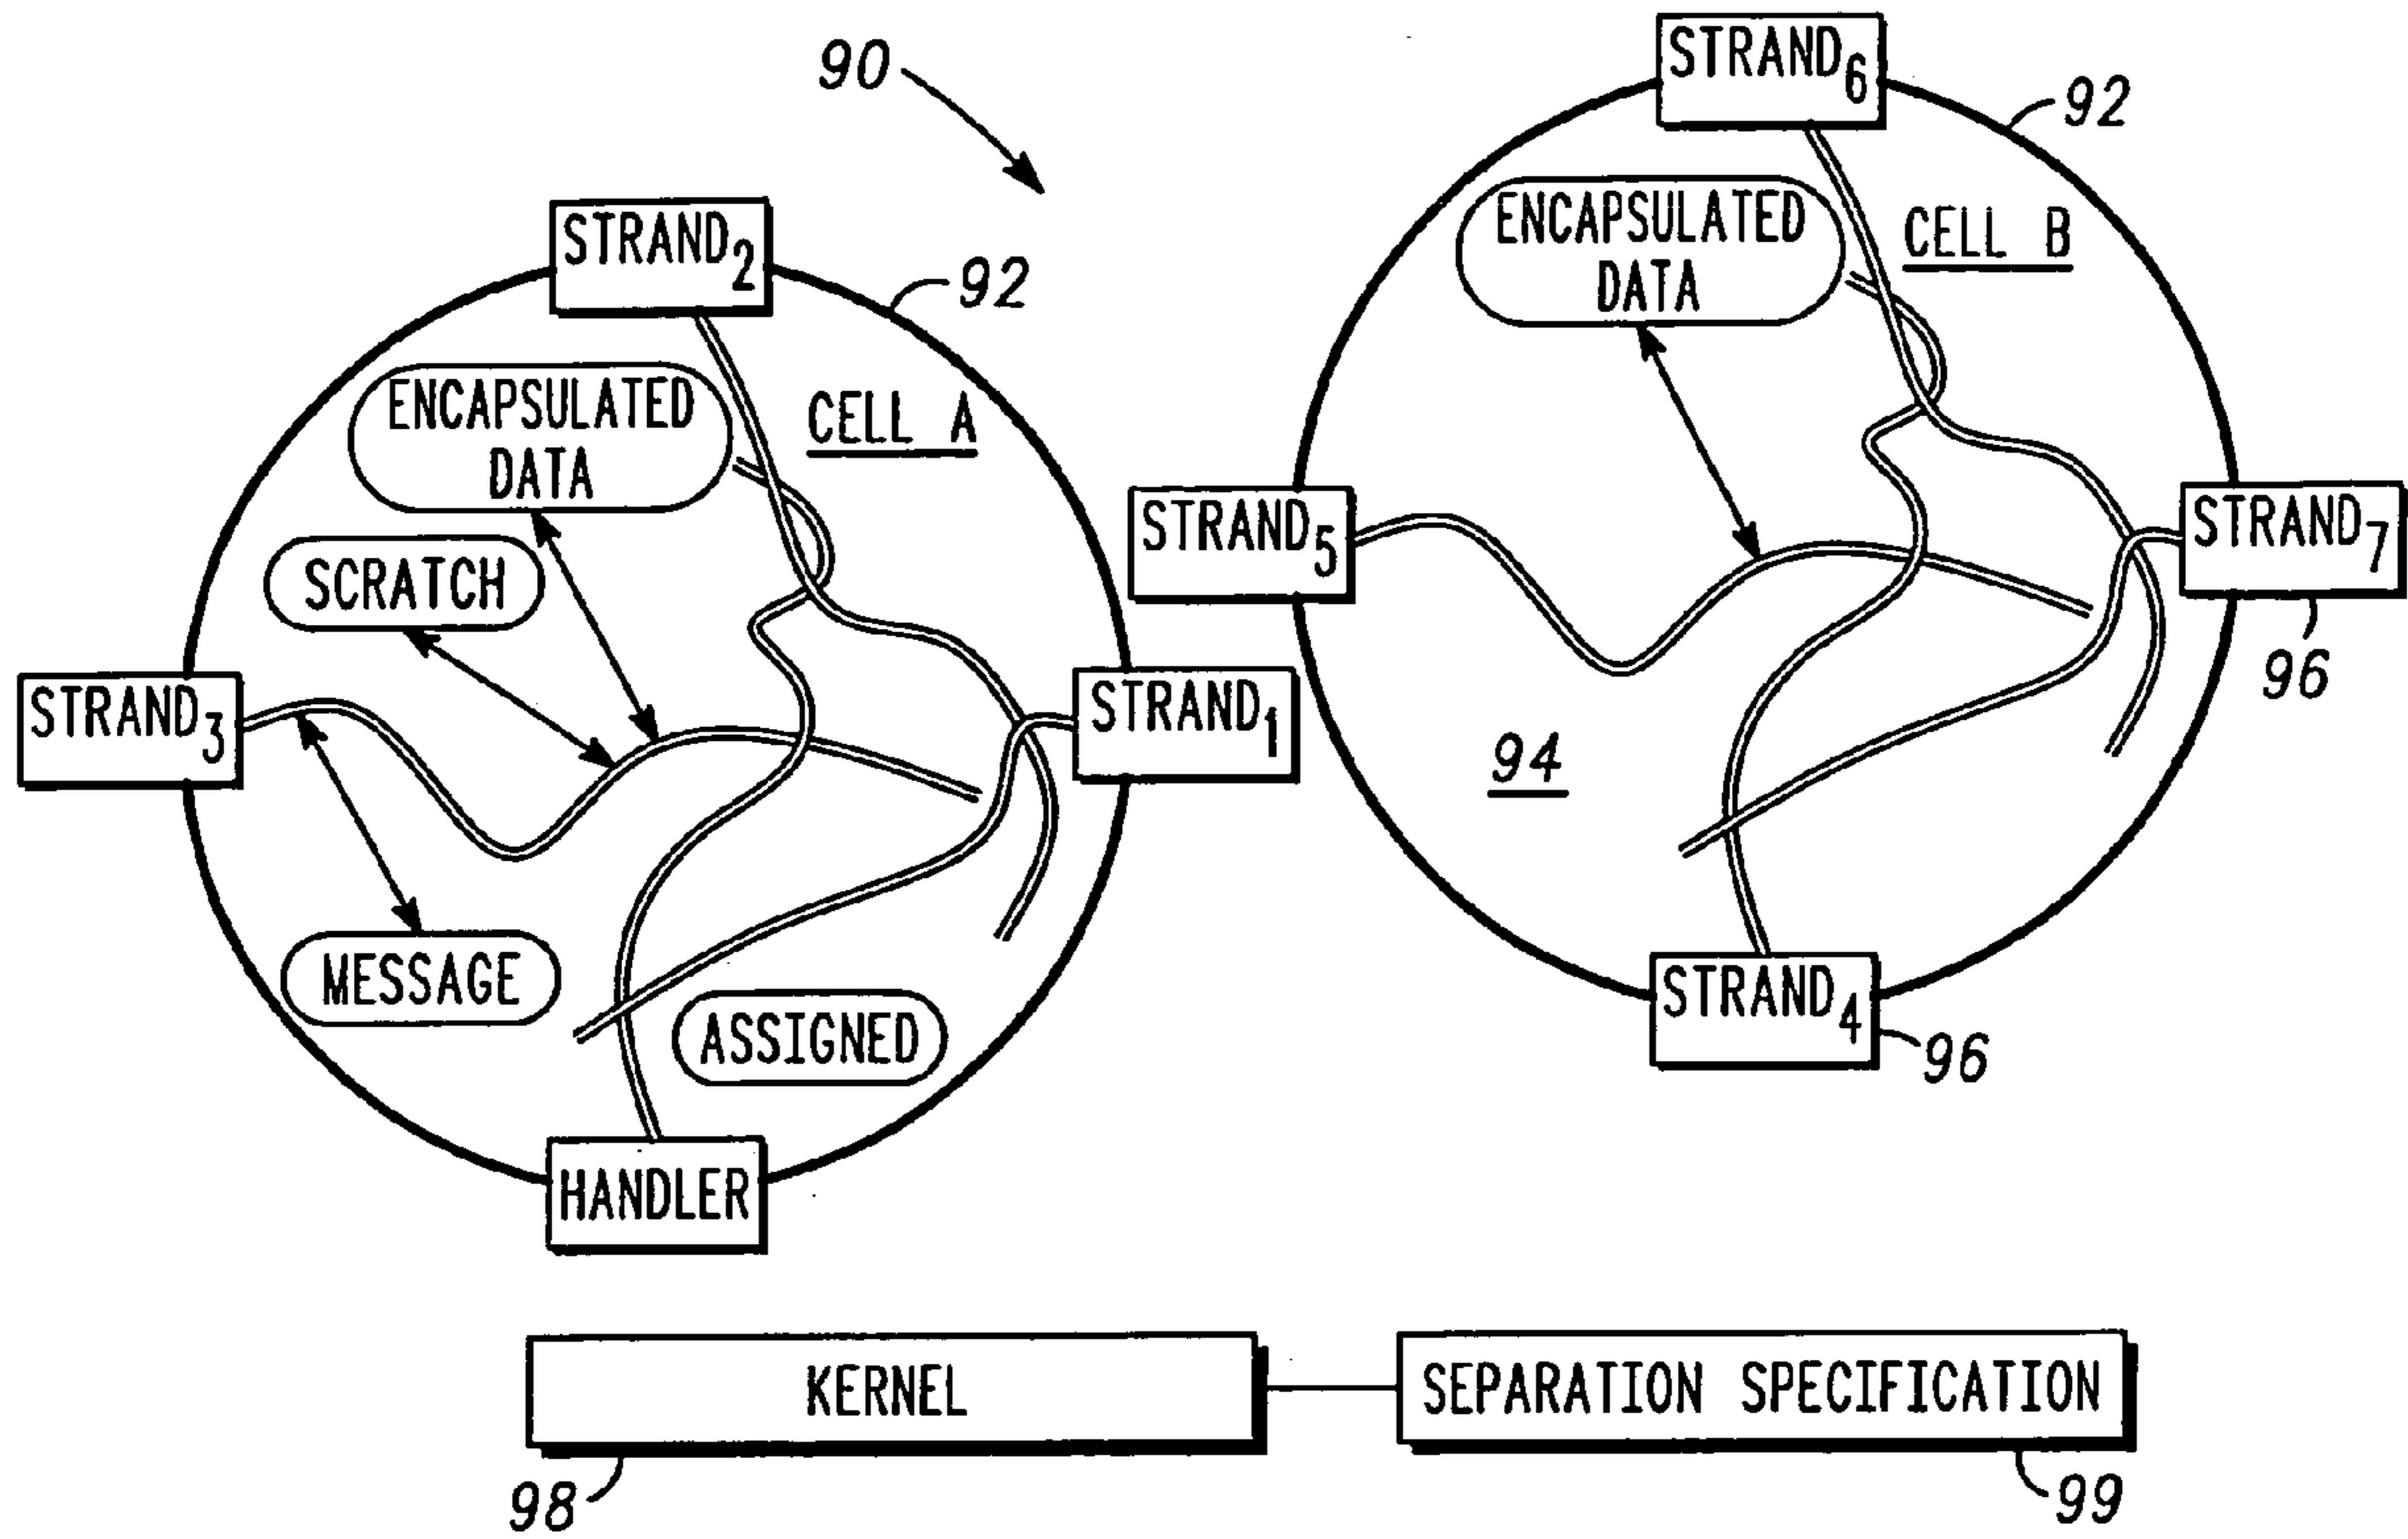 90
STRAND6
92
ENCAPSULATED
DATA
CELL B
STRAND2
92
ENCAPSULATED
DATA
CELL A
SCRATCH
STRAND5
STRAND7
96
STRAND3
STRAND1
94
MESSAGE
ASSIGNED
STRAND4
96
HANDLER
KERNEL
SEPARATION SPECIFICATION
98
99